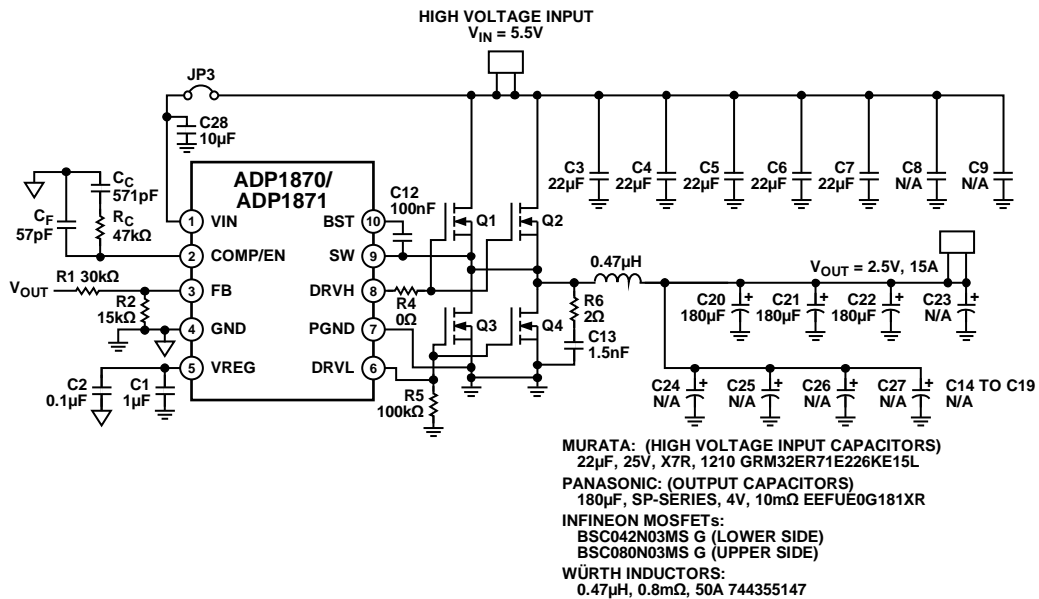 HIGH VOLTAGE INPUT
VIN = 5.5V
JP3
C28
10µF
C3
22µF
C4
22µF
C5
22µF
C6
22µF
C7
22µF
C8
N/A
C9
N/A
ADP1870/
ADP1871
CC
571pF
CF
57pF
RC
47kΩ
C12
100nF
1 VIN
BST 10
Q1
Q2
2 COMP/EN
SW 9
VOUT
R1 30kΩ
3 FB
DRVH 8
R2
15kΩ
R4
0Ω
4 GND
PGND 7
Q3
Q4
5 VREG
DRVL 6
C2
0.1µF
C1
1µF
R5
100kΩ
0.47µH
R6
2Ω
C13
1.5nF
VOUT = 2.5V, 15A
C20
180µF
+
C21
180µF
+
C22
180µF
+
C23
N/A
+
C24
N/A
+
C25
N/A
+
C26
N/A
+
C27
N/A
+
C14 TO C19
N/A
MURATA: (HIGH VOLTAGE INPUT CAPACITORS)
22µF, 25V, X7R, 1210 GRM32ER71E226KE15L
PANASONIC: (OUTPUT CAPACITORS)
180µF, SP-SERIES, 4V, 10mΩ EEFUE0G181XR
INFINEON MOSFETs:
BSC042N03MS G (LOWER SIDE)
BSC080N03MS G (UPPER SIDE)
WÜRTH INDUCTORS:
0.47µH, 0.8mΩ, 50A 744355147